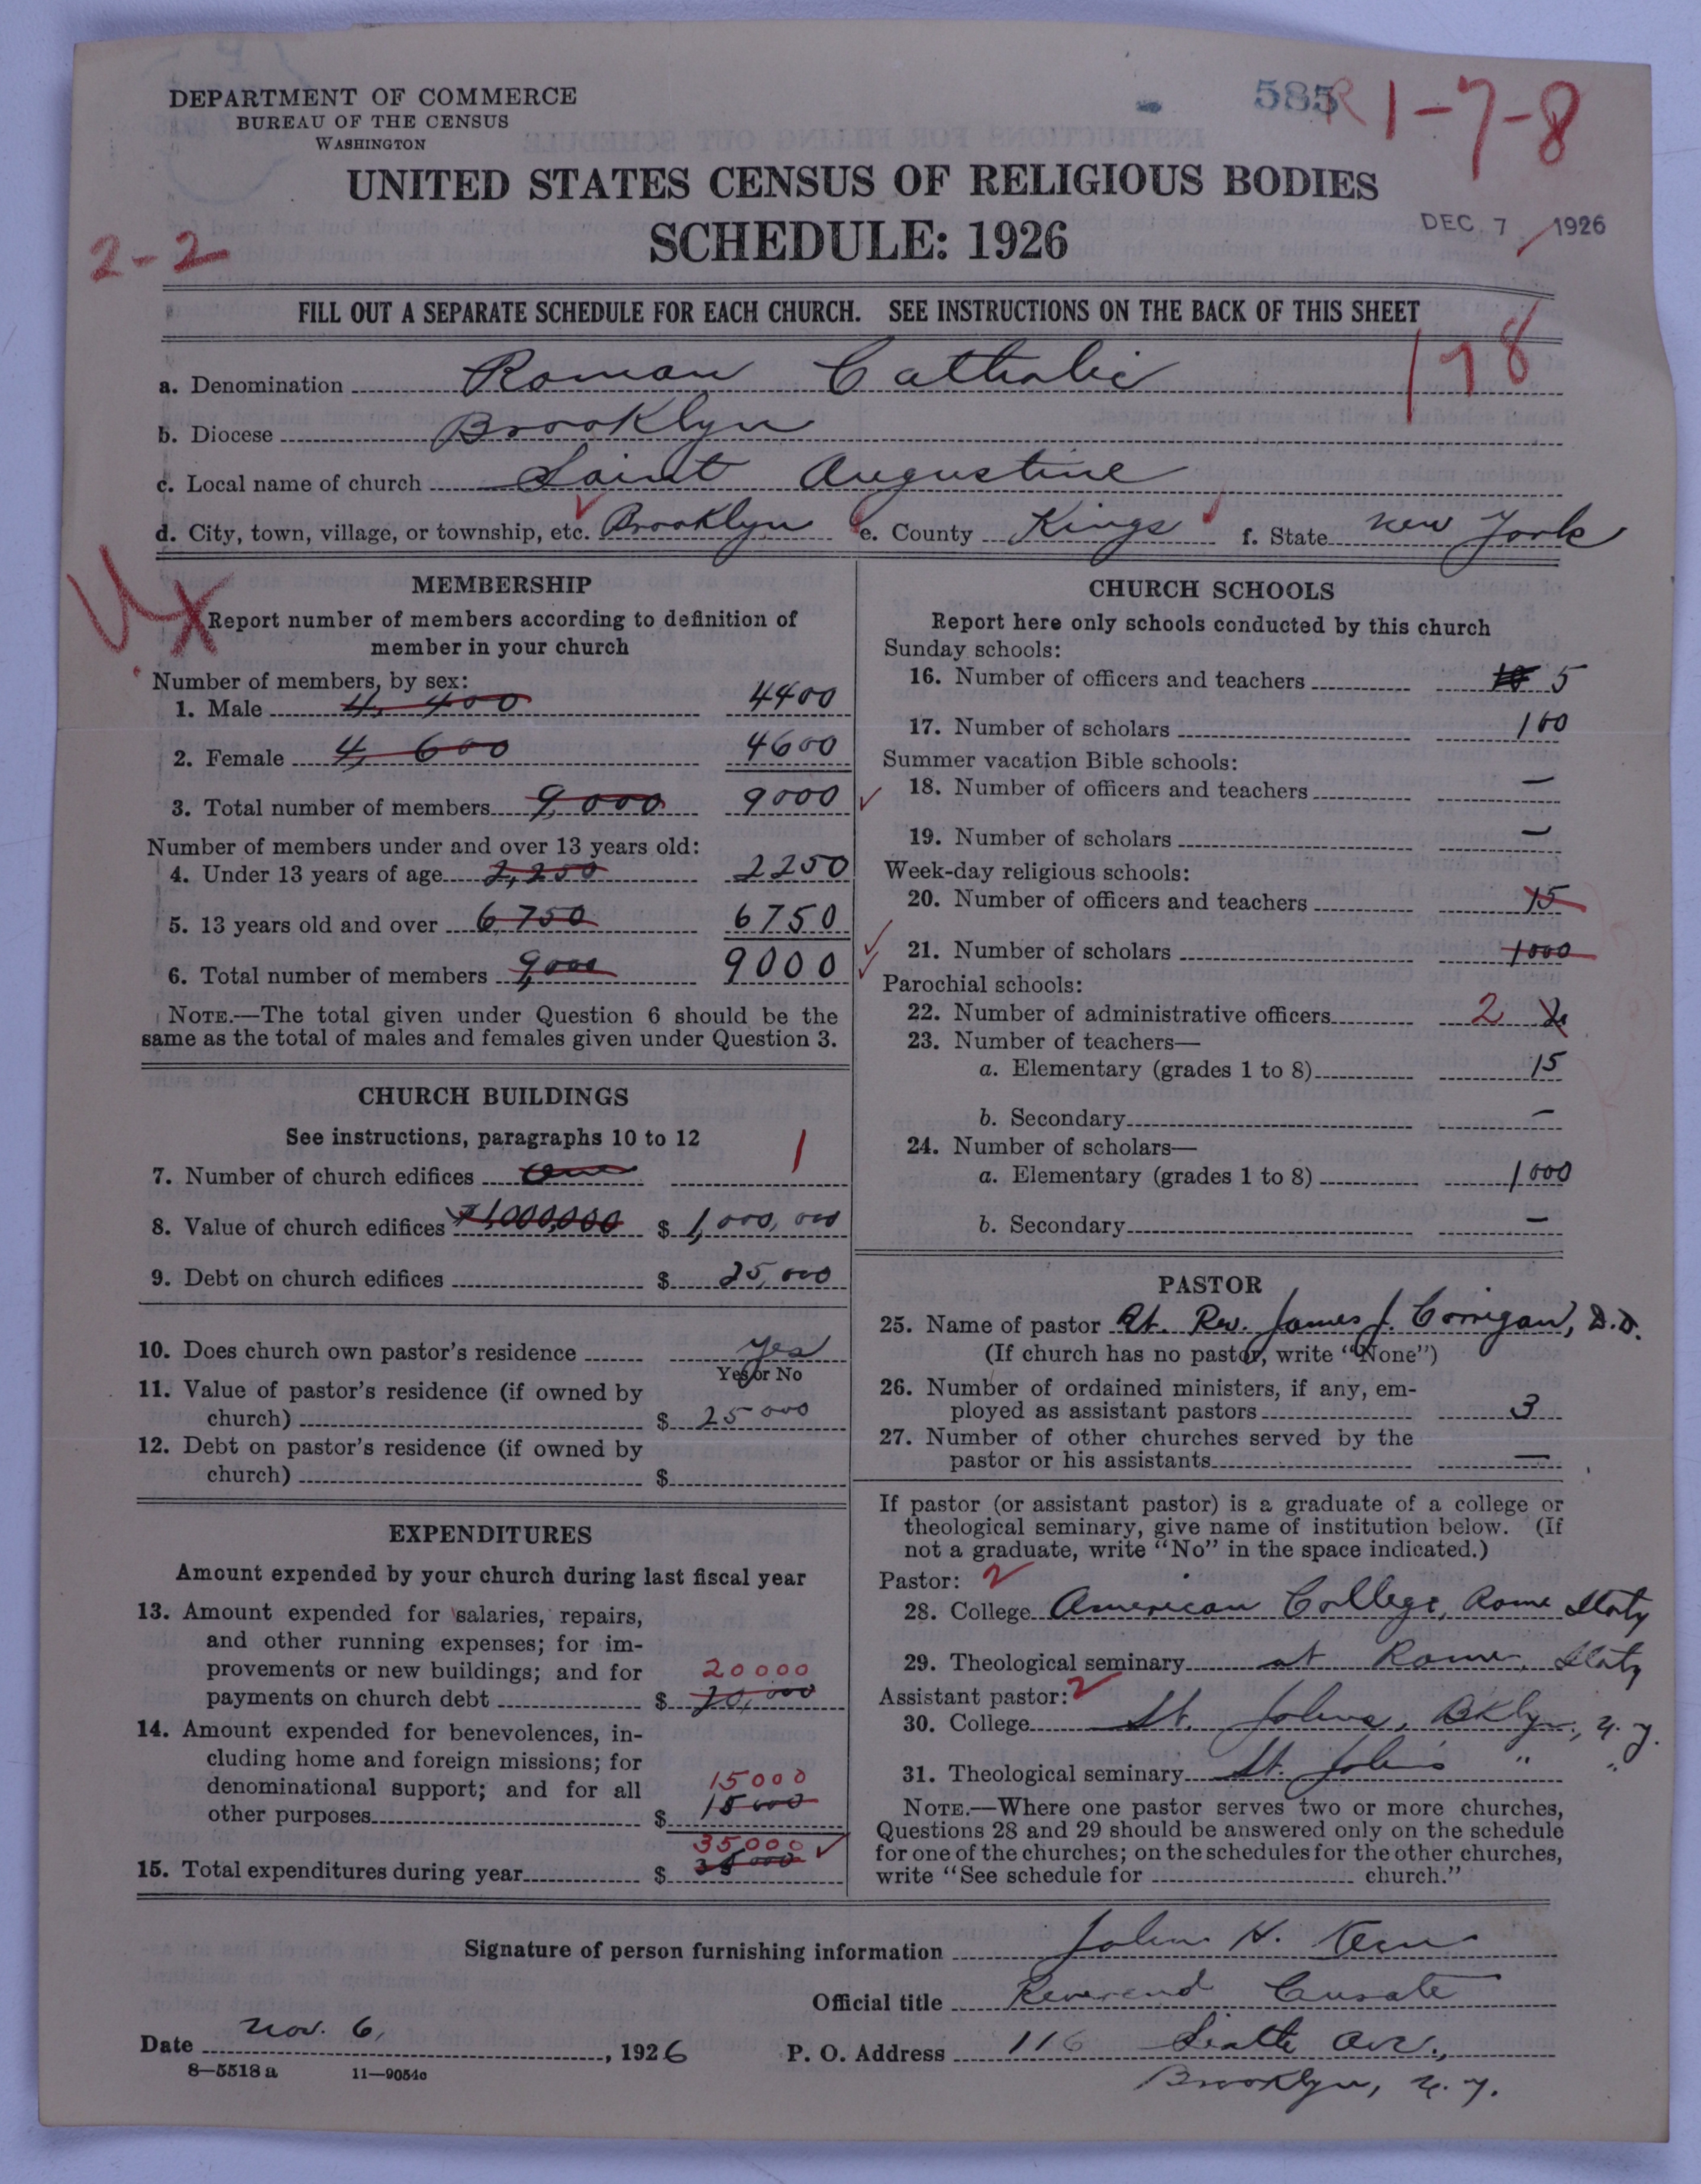 DEPARTMENT OF COMMERCE
BUREAU OF THE CENSUS
WASHINGTON
585 R 1-7-8
UNITED STATES CENSUS OF RELIGIOUS BODIES
SCHEDULE: 1926
DEC. 7 1926
2-2
FILL OUT A SEPARATE SCHEDULE FOR EACH CHURCH. SEE INSTRUCTIONS ON THE BACK OF THIS SHEET
178
a. Denomination Roman Catholic
b. Diocese Brooklyn
c. Local name of church Saint Augustine
d. City, town, village, or township, etc. Brooklyn e. County Kings f. State New York
MEMBERSHIP
Report number of members according to definition of
member in your church
Number of members, by sex:
1. Male 4,400 4400
2. Female 4,600 4600
3. Total number of members 9,000 9000
Number of members under and over 13 years old:
4. Under 13 years of age 2,250 2250
5. 13 years old and over 6,750 6750
6. Total number of members 9,000 9000
NOTE.—The total given under Question 6 should be the
same as the total of males and females given under Question 3.
CHURCH BUILDINGS
See instructions, paragraphs 10 to 12
7. Number of church edifices one 1
8. Value of church edifices $1,000,000 $ 1,000,000
9. Debt on church edifices $ 25,000
10. Does church own pastor's residence yes
Yes or No
11. Value of pastor's residence (if owned by
church) $ 25 000
12. Debt on pastor's residence (if owned by
church) $
EXPENDITURES
Amount expended by your church during last fiscal year
13. Amount expended for salaries, repairs,
and other running expenses; for im-
provements or new buildings; and for 20000
payments on church debt $ 20,000
14. Amount expended for benevolences, in-
cluding home and foreign missions; for
denominational support; and for all 15000
other purposes $ 15 000
35000
15. Total expenditures during year $ 35 000
CHURCH SCHOOLS
Report here only schools conducted by this church
Sunday schools:
16. Number of officers and teachers 5
17. Number of scholars 100
Summer vacation Bible schools:
18. Number of officers and teachers —
19. Number of scholars —
Week-day religious schools:
20. Number of officers and teachers 15
21. Number of scholars 1000
Parochial schools:
22. Number of administrative officers 2 2
23. Number of teachers—
a. Elementary (grades 1 to 8) 15
b. Secondary —
24. Number of scholars—
a. Elementary (grades 1 to 8) 1000
b. Secondary —
PASTOR
25. Name of pastor Rt. Rev. James J. Corrigan, D.D.
(If church has no pastor, write "None")
26. Number of ordained ministers, if any, em-
ployed as assistant pastors 3
27. Number of other churches served by the
pastor or his assistants —
If pastor (or assistant pastor) is a graduate of a college or
theological seminary, give name of institution below. (If
not a graduate, write "No" in the space indicated.)
Pastor: 2
28. College American College, Rome Italy
29. Theological seminary at Rome, Italy
Assistant pastor: 2
30. College St. Johns, Bklyn., N.Y.
31. Theological seminary St. John's " "
NOTE.—Where one pastor serves two or more churches,
Questions 28 and 29 should be answered only on the schedule
for one of the churches; on the schedules for the other churches,
write "See schedule for church."
Signature of person furnishing information John H.
Official title Reverend Curate
Date Nov. 6, 1926 P. O. Address 116 Ave.,
Brooklyn, N.Y.
8—5518 a 11—9054c